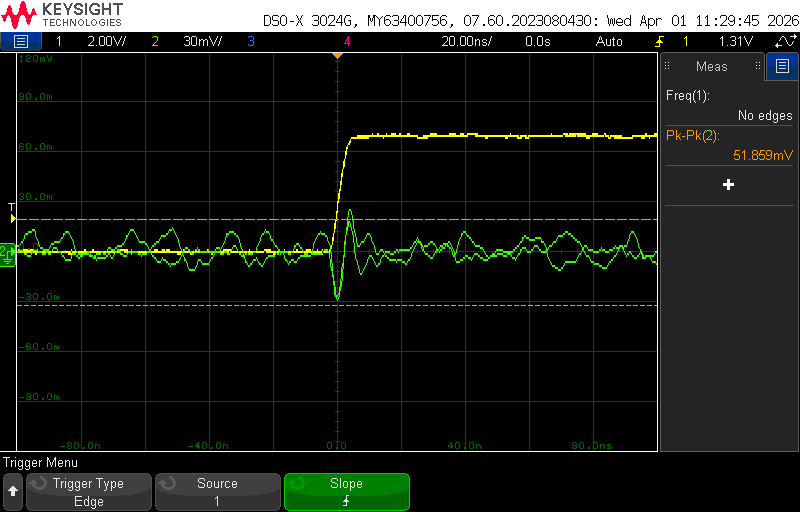 KEYSIGHT
TECHNOLOGIES
DSO-X 3024G, MY63400756, 07.60.2023080430: Wed Apr 01 11:29:45 2026
1 2.00V/ 2 30mV/ 3 4 20.00ns/ 0.0s Auto 1 1.31V
120mV
90.0m
60.0m
30.0m
T
2
-30.0m
-60.0m
-90.0m
-80.0n -40.0n 0.0 40.0n 80.0ns
Meas
Freq(1):
No edges
Pk-Pk(2):
51.859mV
Trigger Menu
Trigger Type
Edge
Source
1
Slope